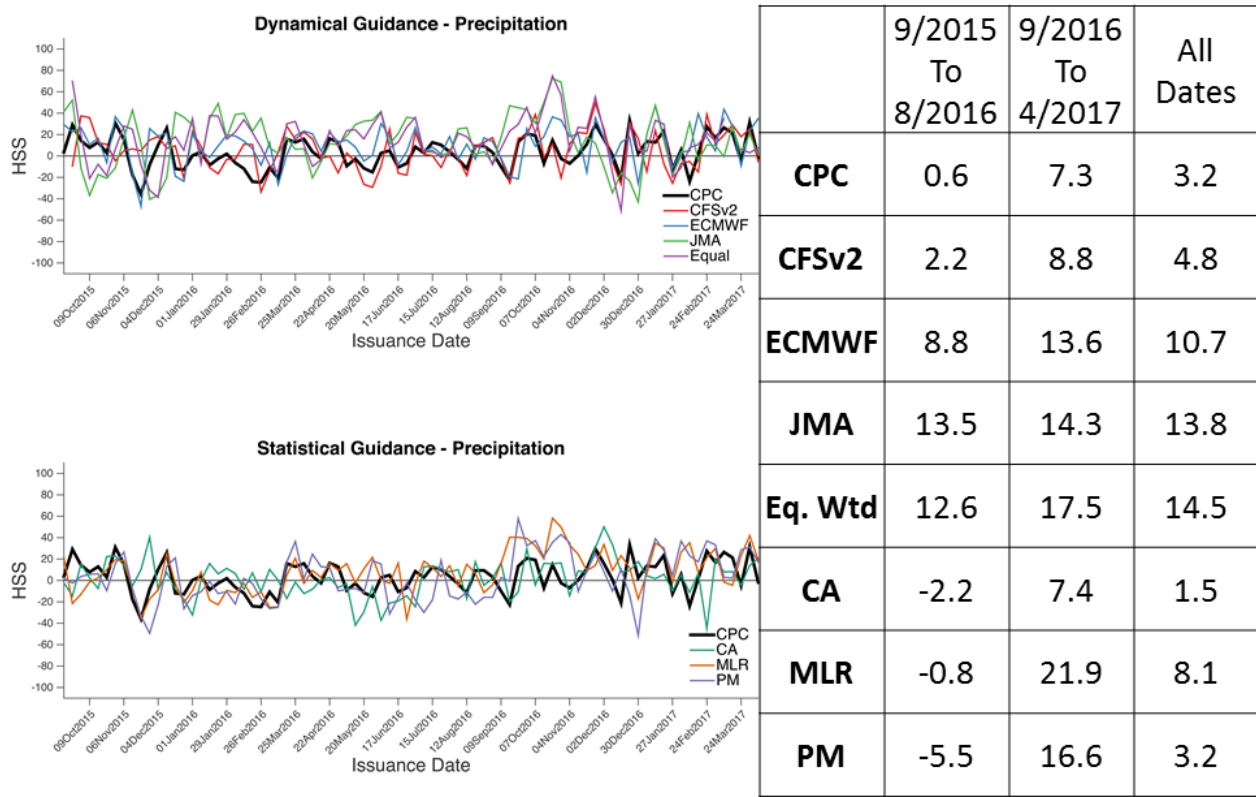 Dynamical Guidance - Precipitation
HSS
100
80
60
40
20
0
-20
-40
-60
-80
-100
CPC
CFSv2
ECMWF
JMA
Equal
09Oct2015
06Nov2015
04Dec2015
01Jan2016
29Jan2016
26Feb2016
25Mar2016
22Apr2016
20May2016
17Jun2016
15Jul2016
12Aug2016
09Sep2016
07Oct2016
04Nov2016
02Dec2016
30Dec2016
27Jan2017
24Feb2017
24Mar2017
Issuance Date
Statistical Guidance - Precipitation
HSS
100
80
60
40
20
0
-20
-40
-60
-80
-100
CPC
CA
MLR
PM
09Oct2015
06Nov2015
04Dec2015
01Jan2016
29Jan2016
26Feb2016
25Mar2016
22Apr2016
20May2016
17Jun2016
15Jul2016
12Aug2016
09Sep2016
07Oct2016
04Nov2016
02Dec2016
30Dec2016
27Jan2017
24Feb2017
24Mar2017
Issuance Date
9/2015 9/2016 All
To To Dates
8/2016 4/2017
CPC 0.6 7.3 3.2
CFSv2 2.2 8.8 4.8
ECMWF 8.8 13.6 10.7
JMA 13.5 14.3 13.8
Eq. Wtd 12.6 17.5 14.5
CA -2.2 7.4 1.5
MLR -0.8 21.9 8.1
PM -5.5 16.6 3.2